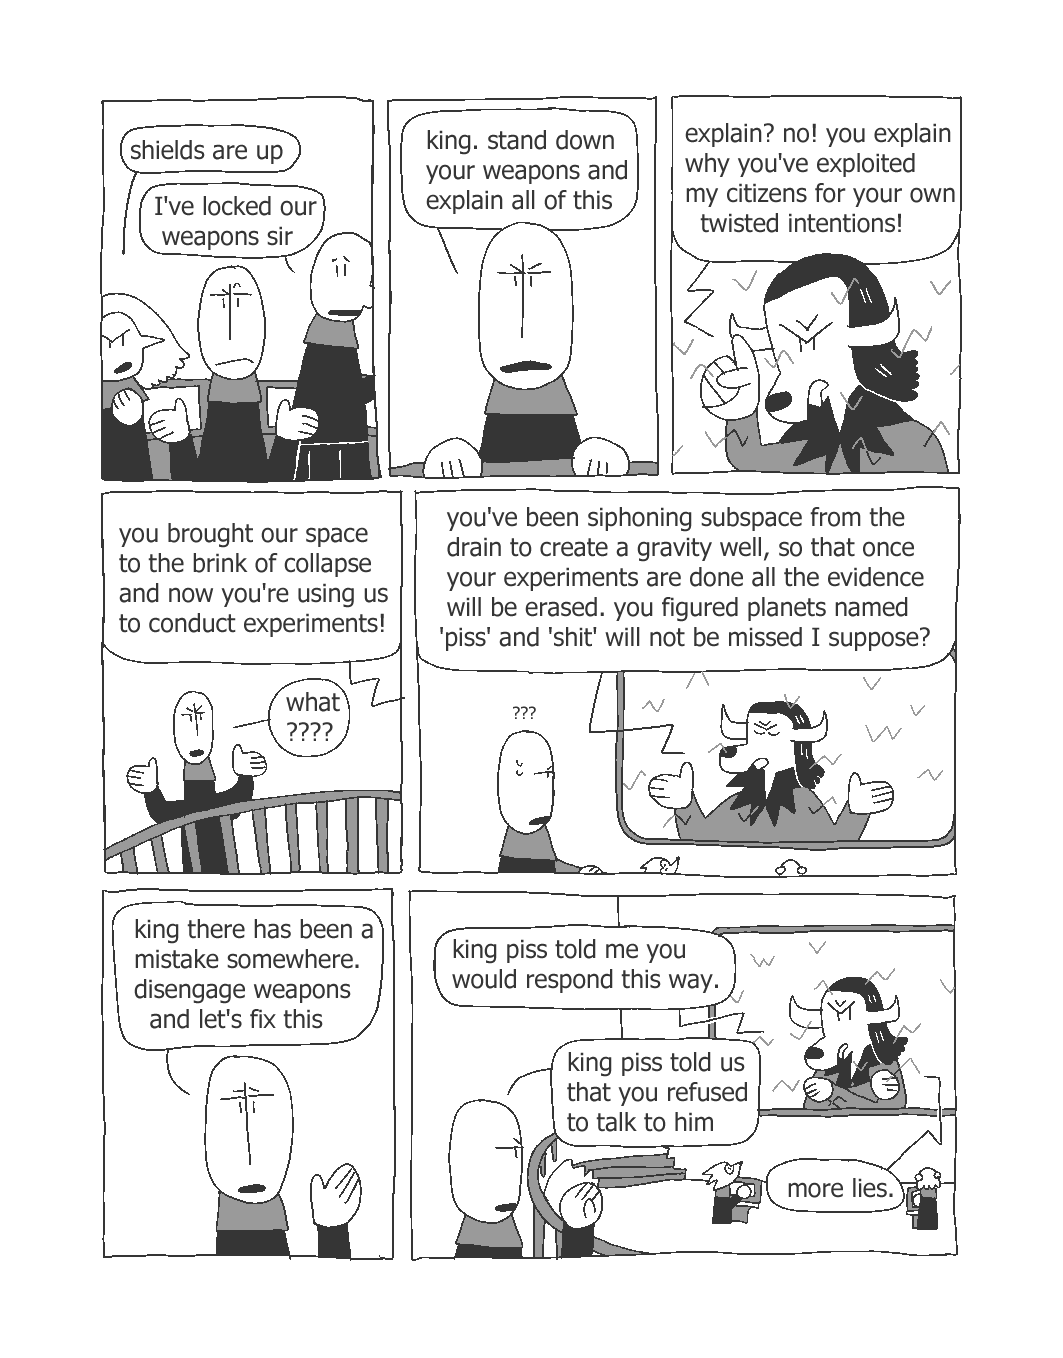 shields are up
I've locked our
weapons sir
king. stand down
your weapons and
explain all of this
explain? no! you explain
why you've exploited
my citizens for your own
twisted intentions!
you brought our space
to the brink of collapse
and now you're using us
to conduct experiments!
what
????
you've been siphoning subspace from the
drain to create a gravity well, so that once
your experiments are done all the evidence
will be erased. you figured planets named
'piss' and 'shit' will not be missed I suppose?
???
king there has been a
mistake somewhere.
disengage weapons
and let's fix this
king piss told me you
would respond this way.
king piss told us
that you refused
to talk to him
more lies.